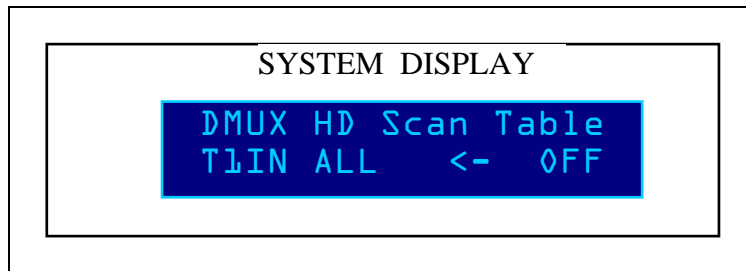 SYSTEM DISPLAY
DMUX HD Scan Table
T1IN ALL <- OFF